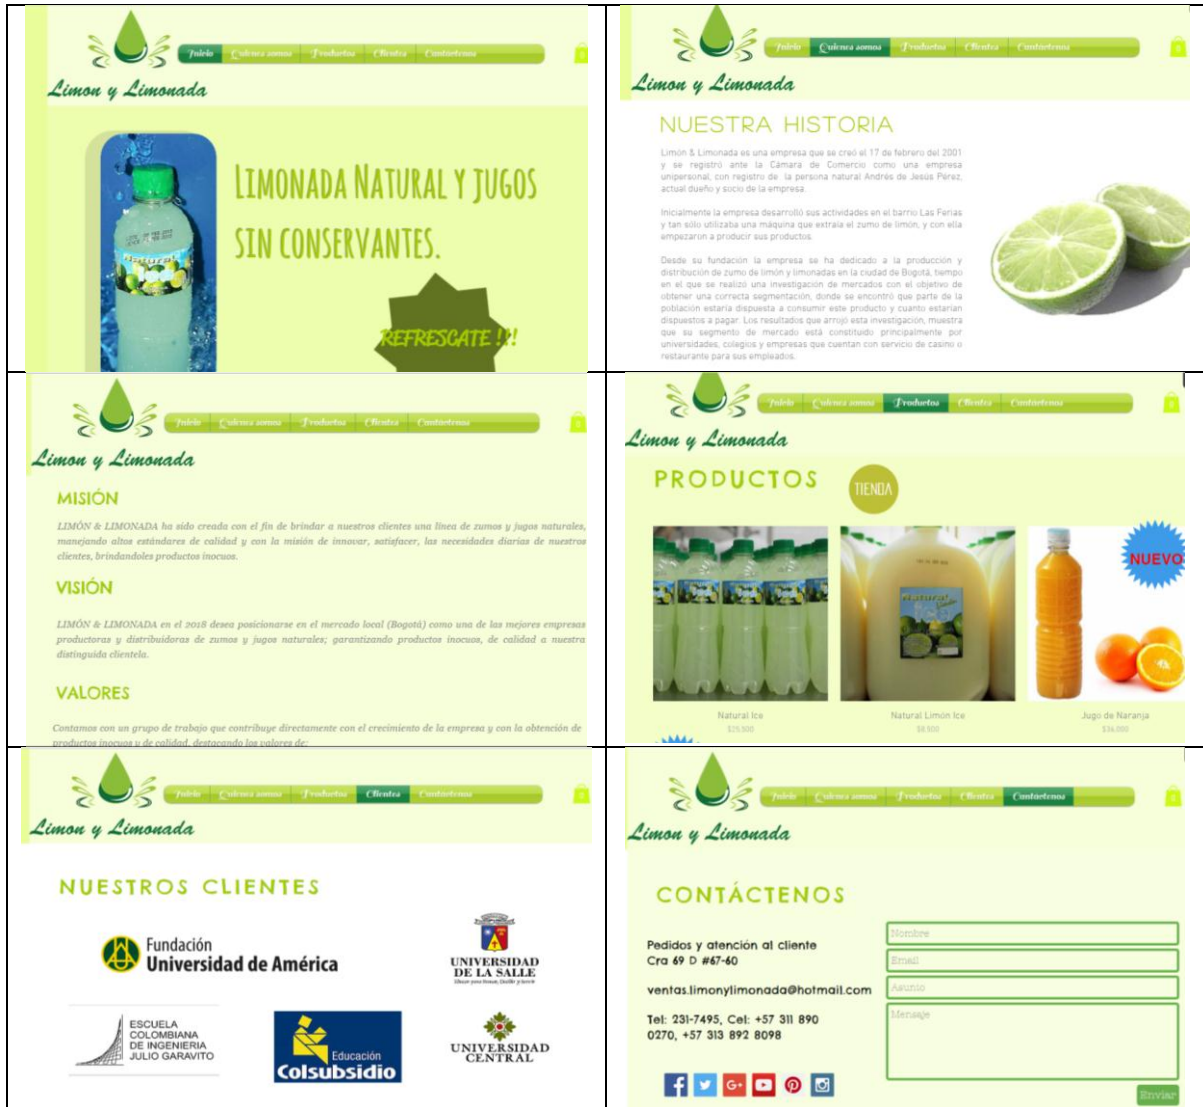 Inicio Quienes somos Productos Clientes Contáctenos
0
Limon y Limonada
Natural
Ice
LIMONADA NATURAL Y JUGOS
SIN CONSERVANTES.
REFRESCATE !!!
Inicio Quienes somos Productos Clientes Contáctenos
0
Limon y Limonada
NUESTRA HISTORIA
Limón & Limonada es una empresa que se creó el 17 de febrero del 2001
y se registró ante la Cámara de Comercio como una empresa
unipersonal, con registro de la persona natural Andrés de Jesús Pérez,
actual dueño y socio de la empresa.
Inicialmente la empresa desarrolló sus actividades en el barrio Las Ferias
y tan sólo utilizaba una máquina que extraía el zumo de limón, y con ella
empezaron a producir sus productos.
Desde su fundación la empresa se ha dedicado a la producción y
distribución de zumo de limón y limonadas en la ciudad de Bogotá, tiempo
en el que se realizó una investigación de mercados con el objetivo de
obtener una correcta segmentación, donde se encontró que parte de la
población estaría dispuesta a consumir este producto y cuanto estarían
dispuestos a pagar. Los resultados que arrojó esta investigación, muestra
que su segmento de mercado está constituido principalmente por
universidades, colegios y empresas que cuentan con servicio de casino o
restaurante para sus empleados.
Inicio Quienes somos Productos Clientes Contáctenos
0
Limon y Limonada
MISIÓN
LIMÓN & LIMONADA ha sido creada con el fin de brindar a nuestros clientes una línea de zumos y jugos naturales,
manejando altos estándares de calidad y con la misión de innovar, satisfacer, las necesidades diarias de nuestros
clientes, brindandoles productos inocuos.
VISIÓN
LIMÓN & LIMONADA en el 2018 desea posicionarse en el mercado local (Bogotá) como una de las mejores empresas
productoras y distribuidoras de zumos y jugos naturales; garantizando productos inocuos, de calidad a nuestra
distinguida clientela.
VALORES
Contamos con un grupo de trabajo que contribuye directamente con el crecimiento de la empresa y con la obtención de
productos inocuos y de calidad, destacando los valores de:
Inicio Quienes somos Productos Clientes Contáctenos
0
Limon y Limonada
PRODUCTOS
TIENDA
NUEVO
Natural
Natural Ice Natural Limón Ice Jugo de Naranja
$25,500 $8,500 $36,000
Inicio Quienes somos Productos Clientes Contáctenos
0
Limon y Limonada
NUESTROS CLIENTES
Fundación
Universidad de América
UNIVERSIDAD
DE LA SALLE
ESCUELA
COLOMBIANA
DE INGENIERIA
JULIO GARAVITO
Educación
Colsubsidio
UNIVERSIDAD
CENTRAL
Inicio Quienes somos Productos Clientes Contáctenos
0
Limon y Limonada
CONTÁCTENOS
Pedidos y atención al cliente
Cra 69 D #67-60
ventas.limonylimonada@hotmail.com
Tel: 231-7495, Cel: +57 311 890
0270, +57 313 892 8098
Nombre
Email
Asunto
Mensaje
Enviar